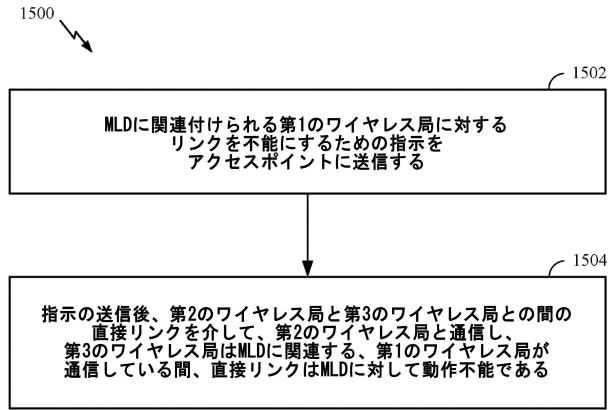 1500
1502
MLDに関連付けられる第1のワイヤレス局に対する
リンクを不能にするための指示を
アクセスポイントに送信する
1504
指示の送信後、第2のワイヤレス局と第3のワイヤレス局との間の
直接リンクを介して、第2のワイヤレス局と通信し、
第3のワイヤレス局はMLDに関連する、第1のワイヤレス局が
通信している間、直接リンクはMLDに対して動作不能である